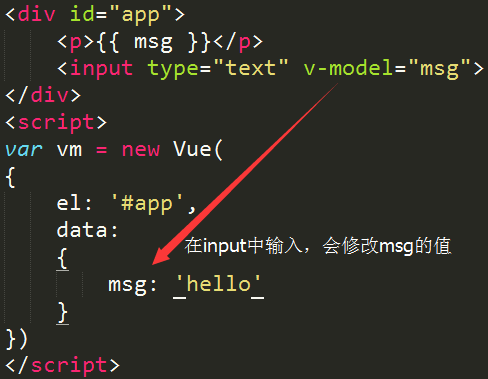 <div id="app">
    <p>{{ msg }}</p>
    <input type="text" v-model="msg">
</div>
<script>
var vm = new Vue(
{
    el: '#app',
    data:
    {
在input中输入，会修改msg的值
        msg: 'hello'
    }
})
</script>